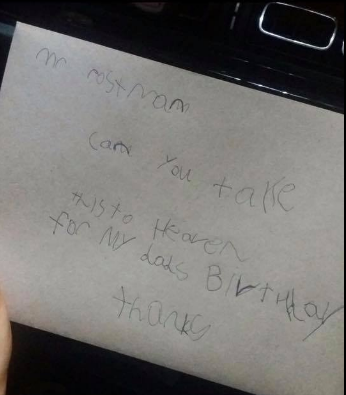 mr Postman
can you take
this to Heaven
for my dads Birthday
thanks